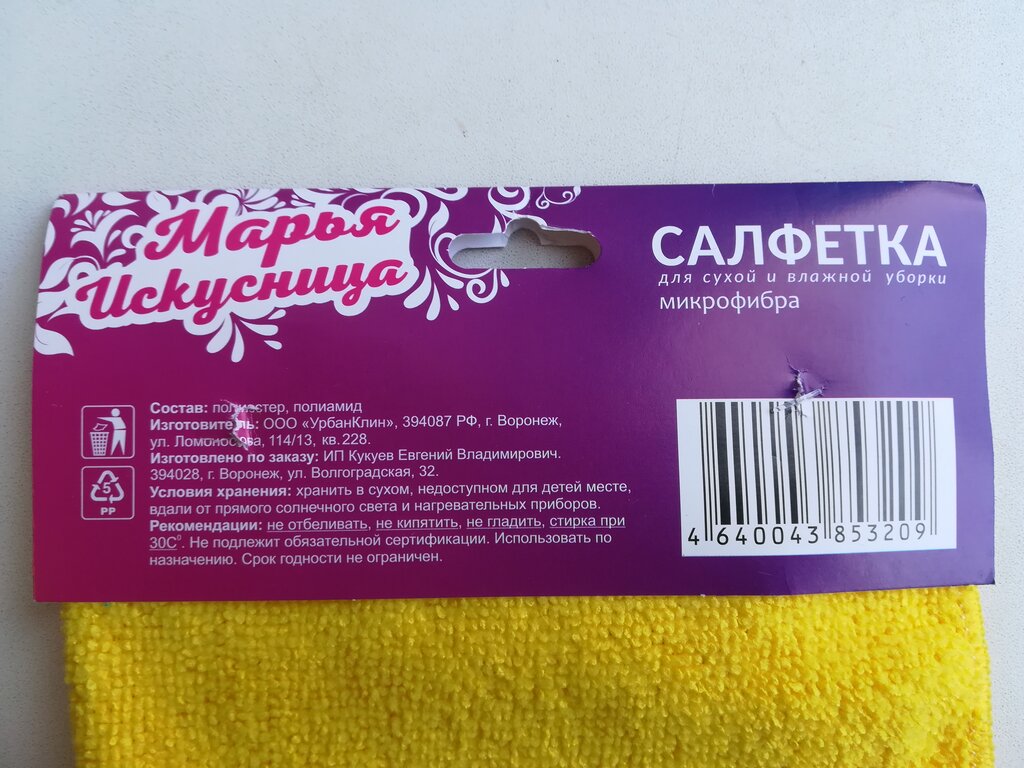 Марья
Искусница
САЛФЕТКА
для сухой и влажной уборки
микрофибра
Состав: полиэстер, полиамид
Изготовитель: ООО «УрбанКлин», 394087 РФ, г. Воронеж,
ул. Ломоносова, 114/13, кв.228.
Изготовлено по заказу: ИП Кукуев Евгений Владимирович.
394028, г. Воронеж, ул. Волгоградская, 32.
Условия хранения: хранить в сухом, недоступном для детей месте,
вдали от прямого солнечного света и нагревательных приборов.
Рекомендации: не отбеливать, не кипятить, не гладить, стирка при
30С⁰. Не подлежит обязательной сертификации. Использовать по
назначению. Срок годности не ограничен.
5
PP
4 640043 853209